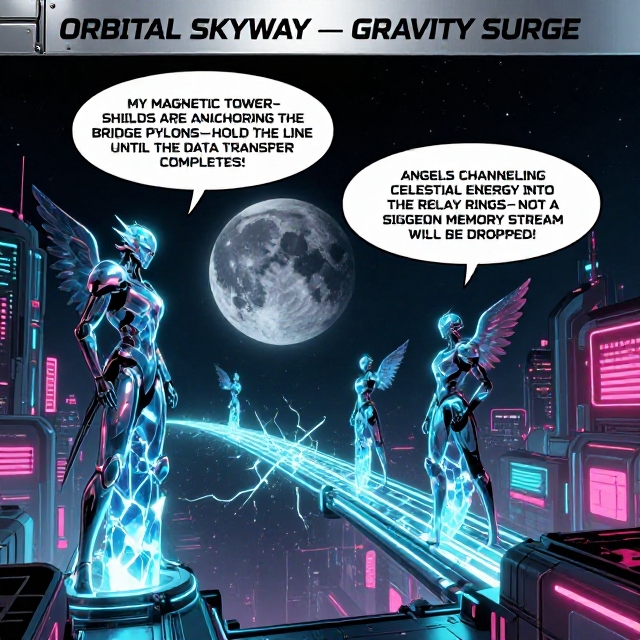 ORBITAL SKYWAY — GRAVITY SURGE
MY MAGNETIC TOWER-
SHIILDS ARE ANICHORING THE
BRIDGE PYLONS—HOLD THE LINE
UNTIL THE DATA TRANSFER
COMPLETES!
ANGELS CHANNELING
CELESTIAL ENERGY INTO
THE RELAY RINGS—NOT A
SIGGEON MEMORY STREAM
WILL BE DROPPED!